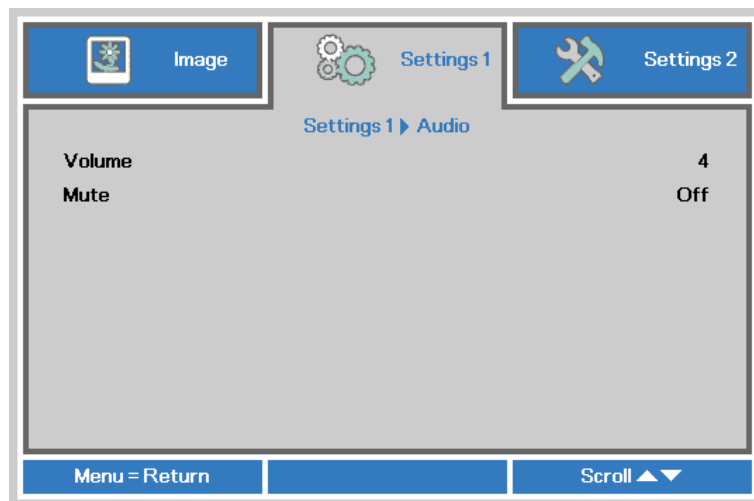 Image
Settings 1
Settings 2
Settings 1 ▶ Audio
Volume 4
Mute Off
Menu = Return
Scroll ▲▼